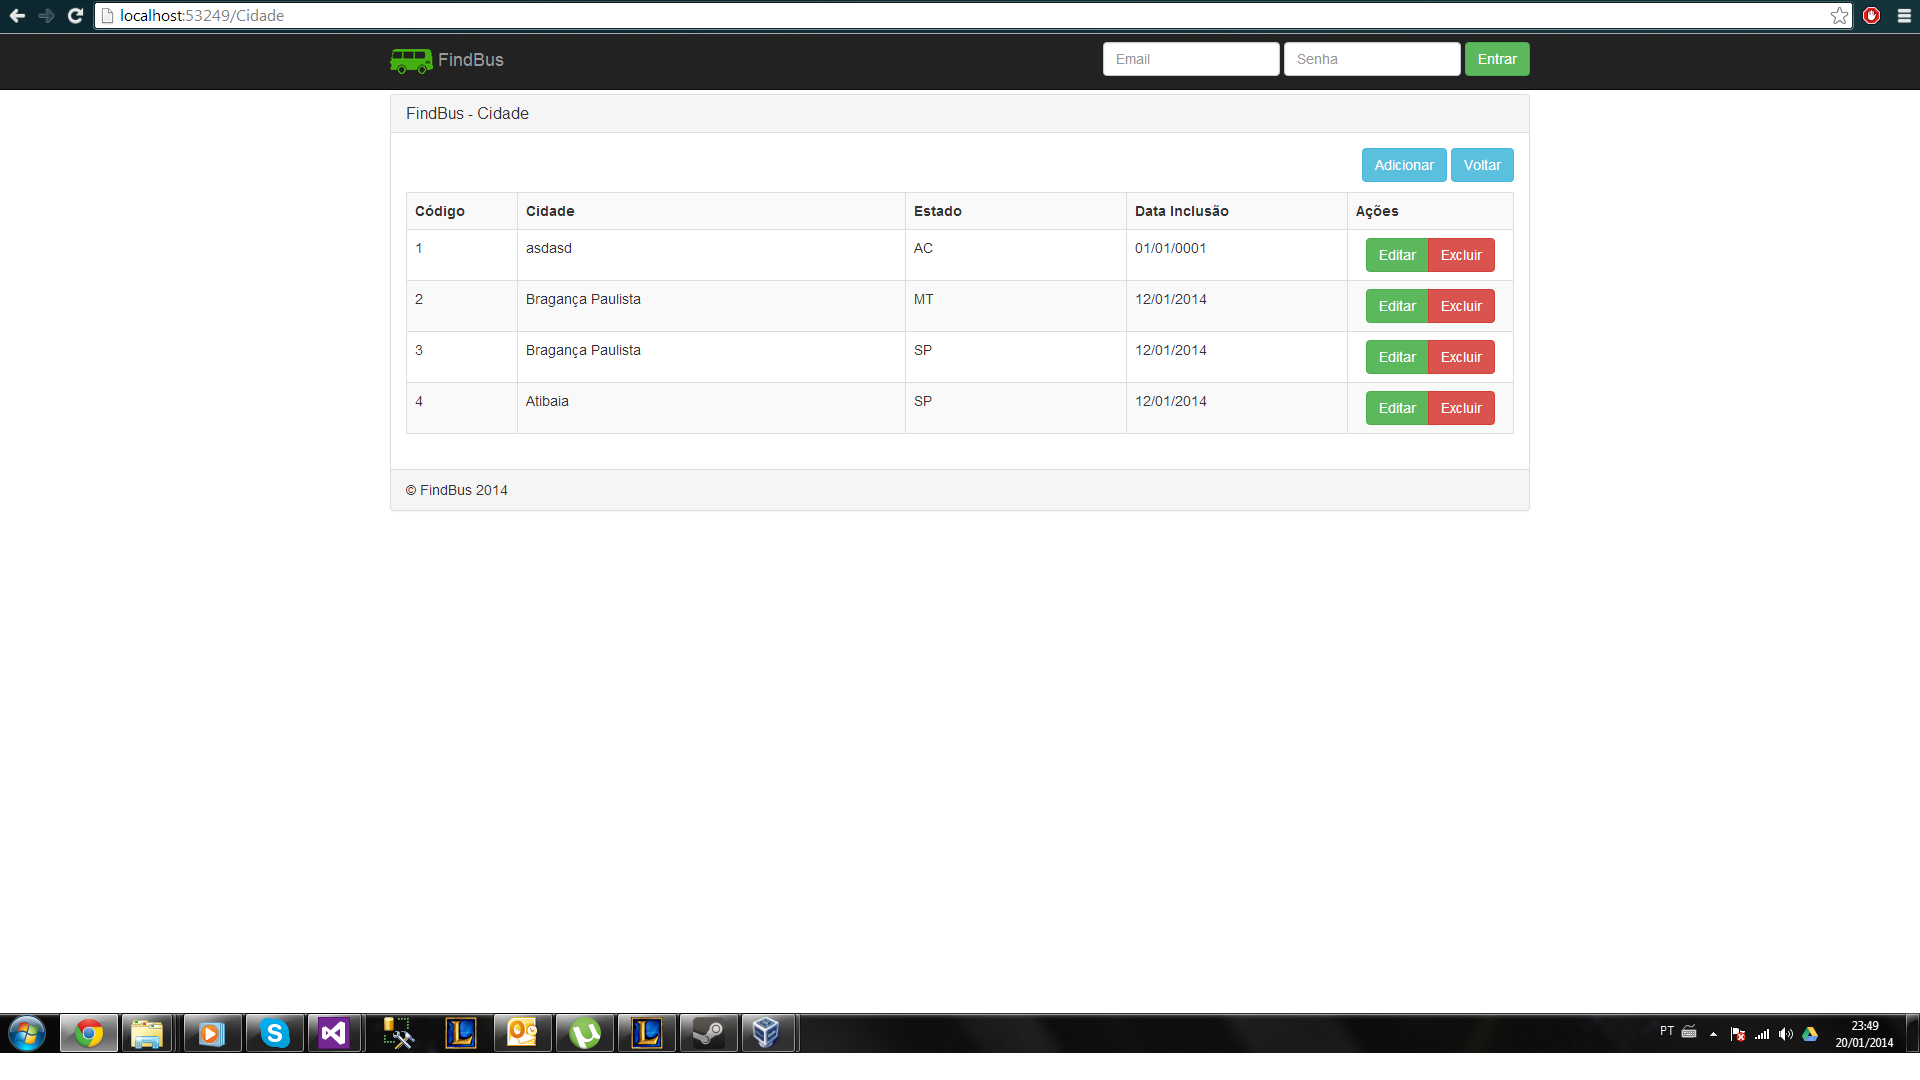 localhost:53249/Cidade
FindBus Email Senha Entrar
FindBus - Cidade
Adicionar Voltar
Código Cidade Estado Data Inclusão Ações
1 asdasd AC 01/01/0001 Editar Excluir
2 Bragança Paulista MT 12/01/2014 Editar Excluir
3 Bragança Paulista SP 12/01/2014 Editar Excluir
4 Atibaia SP 12/01/2014 Editar Excluir
© FindBus 2014
PT 23:49
20/01/2014